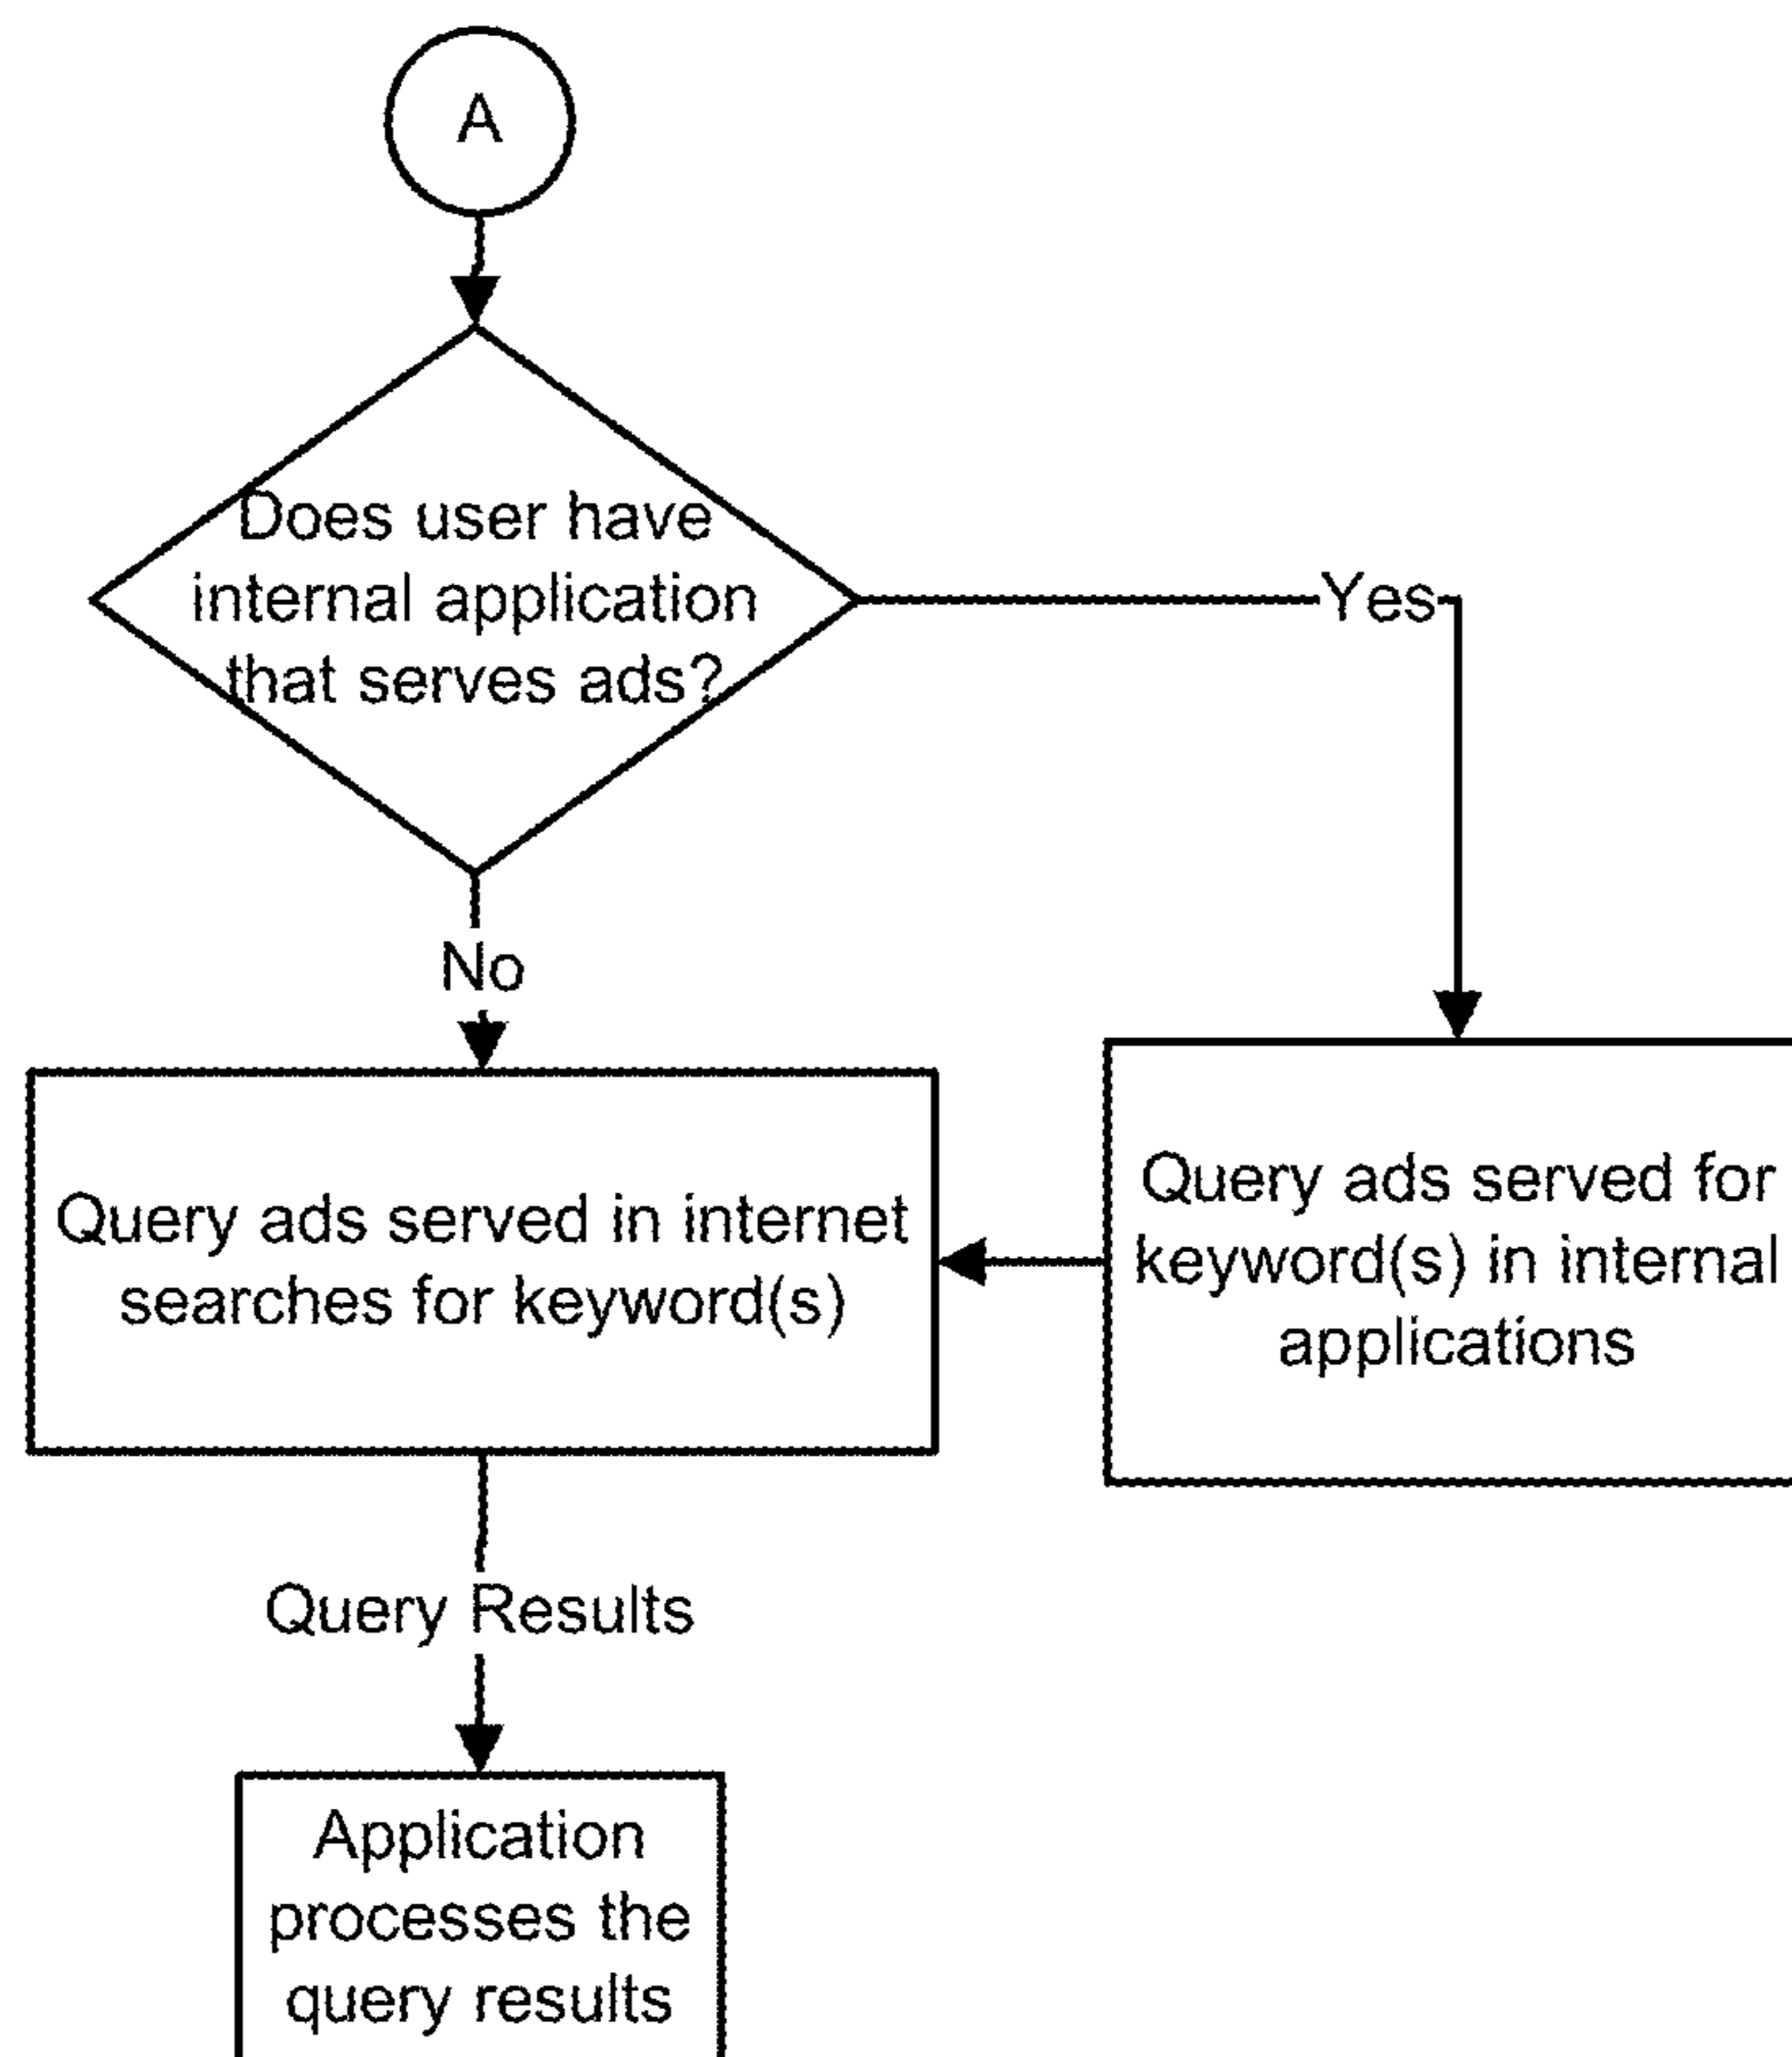 A
Does user have
internal application
that serves ads?
Yes
No
Query ads served in internet
searches for keyword(s)
Query ads served for
keyword(s) in internal
applications
Query Results
Application
processes the
query results